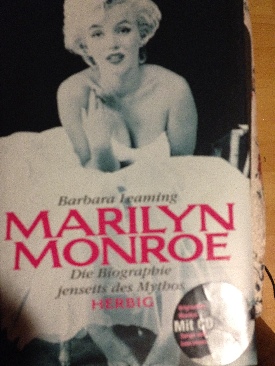 Barbara Leaming
MARILYN
MONROE
Die Biographie
jenseits des Mythos
HERBIG
Mit CD